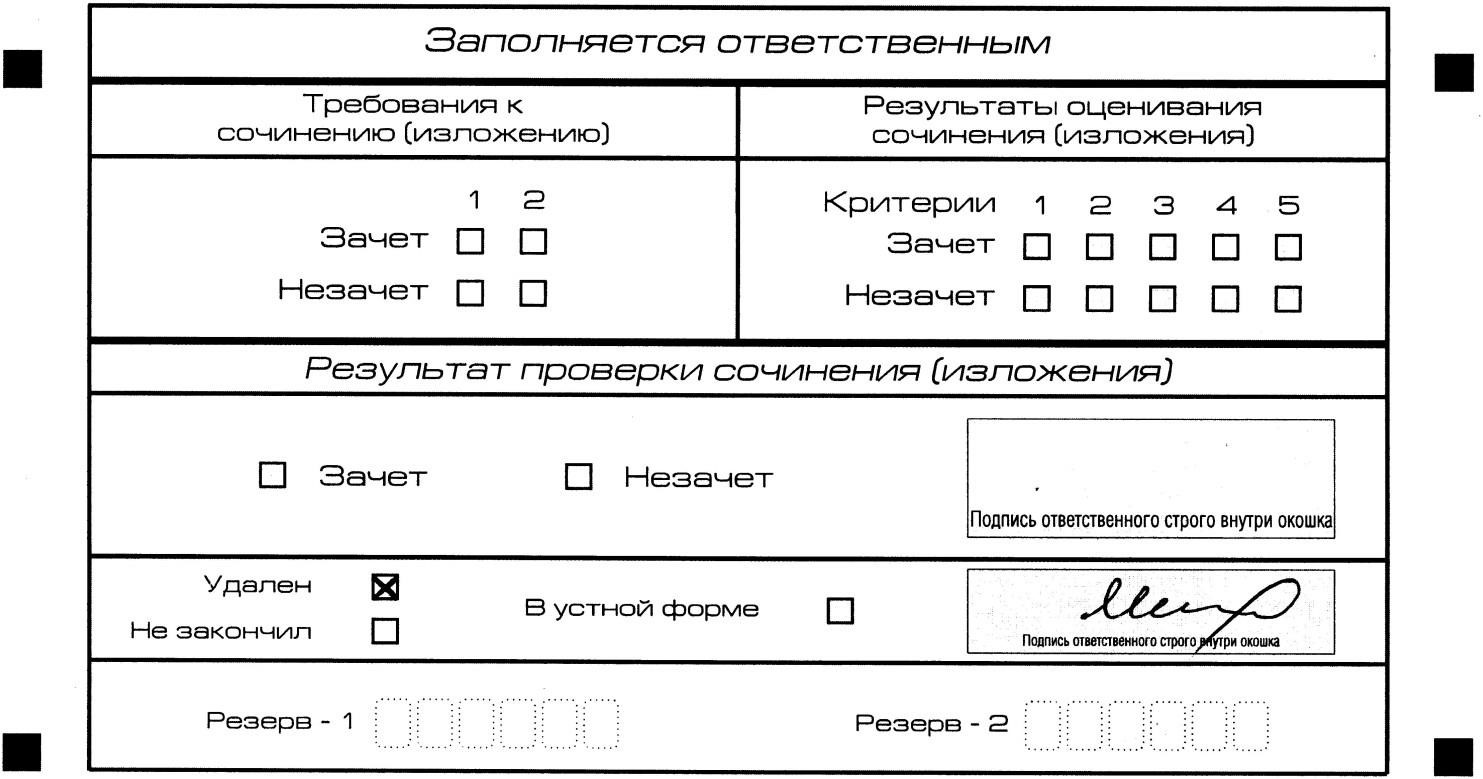 Заполняется ответственным
Требования к
сочинению (изложению)
Результаты оценивания
сочинения (изложения)
1 2
Зачет
Незачет
Критерии 1 2 3 4 5
Зачет
Незачет
Результат проверки сочинения (изложения)
Зачет Незачет
Подпись ответственного строго внутри окошка
Удален
Не закончил
В устной форме
Подпись ответственного строго внутри окошка
Резерв - 1
Резерв - 2